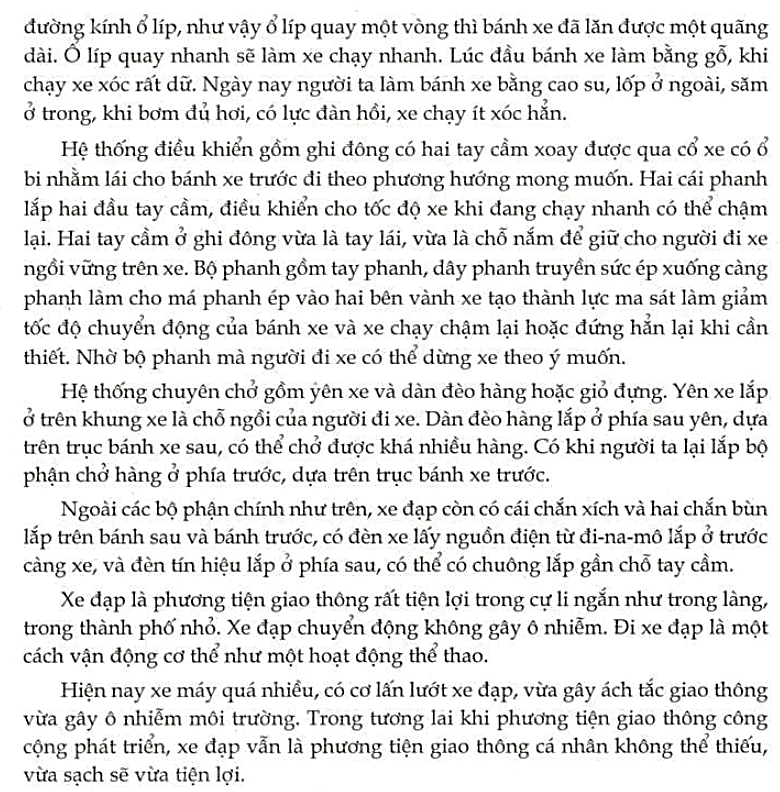 đường kính ổ líp, như vậy ổ líp quay một vòng thì bánh xe đã lăn được một quãng
dài. Ổ líp quay nhanh sẽ làm xe chạy nhanh. Lúc đầu bánh xe làm bằng gỗ, khi
chạy xe xóc rất dữ. Ngày nay người ta làm bánh xe bằng cao su, lốp ở ngoài, săm
ở trong, khi bơm đủ hơi, có lực đàn hồi, xe chạy ít xóc hẳn.
Hệ thống điều khiển gồm ghi đông có hai tay cầm xoay được qua cổ xe có ổ
bi nhằm lái cho bánh xe trước đi theo phương hướng mong muốn. Hai cái phanh
lắp hai đầu tay cầm, điều khiển cho tốc độ xe khi đang chạy nhanh có thể chậm
lại. Hai tay cầm ở ghi đông vừa là tay lái, vừa là chỗ nắm để giữ cho người đi xe
ngồi vững trên xe. Bộ phanh gồm tay phanh, dây phanh truyền sức ép xuống càng
phanh làm cho má phanh ép vào hai bên vành xe tạo thành lực ma sát làm giảm
tốc độ chuyển động của bánh xe và xe chạy chậm lại hoặc đứng hẳn lại khi cần
thiết. Nhờ bộ phanh mà người đi xe có thể dừng xe theo ý muốn.
Hệ thống chuyên chở gồm yên xe và dàn đèo hàng hoặc giỏ đựng. Yên xe lắp
ở trên khung xe là chỗ ngồi của người đi xe. Dàn đèo hàng lắp ở phía sau yên, dựa
trên trục bánh xe sau, có thể chở được khá nhiều hàng. Có khi người ta lại lắp bộ
phận chở hàng ở phía trước, dựa trên trục bánh xe trước.
Ngoài các bộ phận chính như trên, xe đạp còn có cái chắn xích và hai chắn bùn
lắp trên bánh sau và bánh trước, có đèn xe lấy nguồn điện từ đi-na-mô lắp ở trước
càng xe, và đèn tín hiệu lắp ở phía sau, có thể có chuông lắp gần chỗ tay cầm.
Xe đạp là phương tiện giao thông rất tiện lợi trong cự li ngắn như trong làng,
trong thành phố nhỏ. Xe đạp chuyển động không gây ô nhiễm. Đi xe đạp là một
cách vận động cơ thể như một hoạt động thể thao.
Hiện nay xe máy quá nhiều, có cơ lấn lướt xe đạp, vừa gây ách tắc giao thông
vừa gây ô nhiễm môi trường. Trong tương lai khi phương tiện giao thông công
cộng phát triển, xe đạp vẫn là phương tiện giao thông cá nhân không thể thiếu,
vừa sạch sẽ vừa tiện lợi.